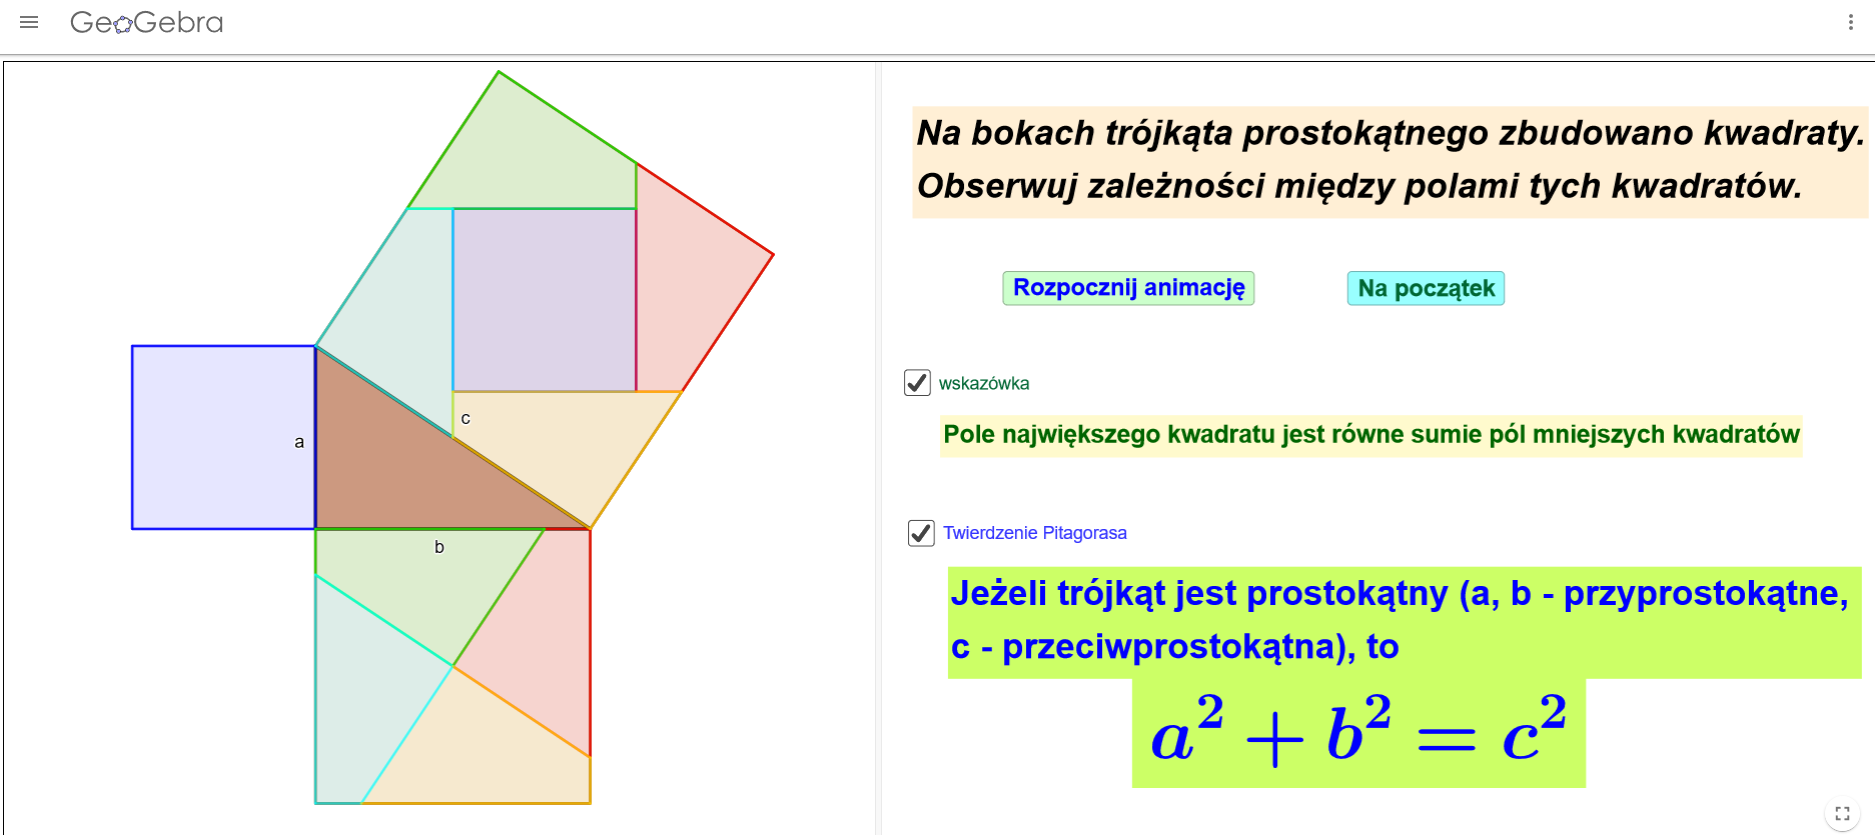 GeoGebra
Na bokach trójkąta prostokątnego zbudowano kwadraty.
Obserwuj zależności między polami tych kwadratów.
Rozpocznij animację
Na początek
wskazówka
Pole największego kwadratu jest równe sumie pól mniejszych kwadratów
Twierdzenie Pitagorasa
Jeżeli trójkąt jest prostokątny (a, b - przyprostokątne,
c - przeciwprostokątna), to
a² + b² = c²
c
a
b